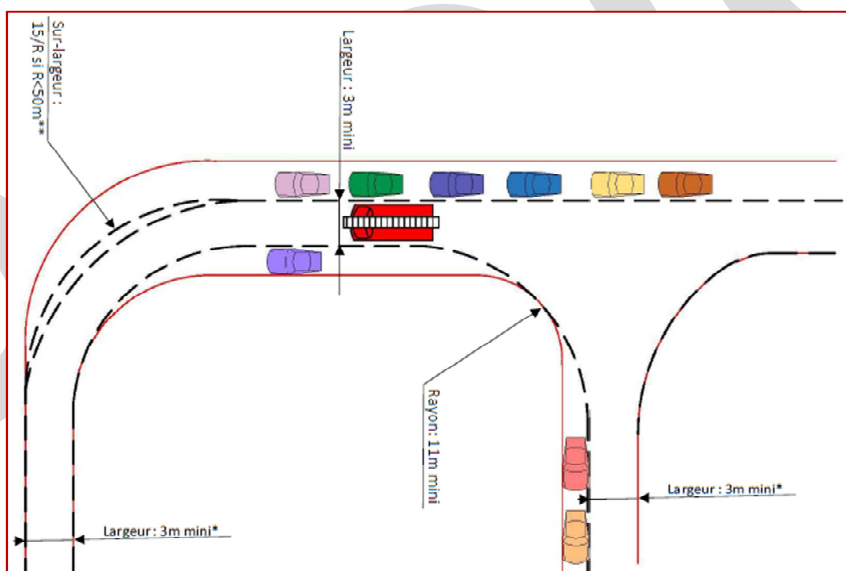 Sur-largeur :
15/R si R<50m**
Largeur : 3m mini
Rayon: 11m mini
Largeur : 3m mini*
Largeur : 3m mini*